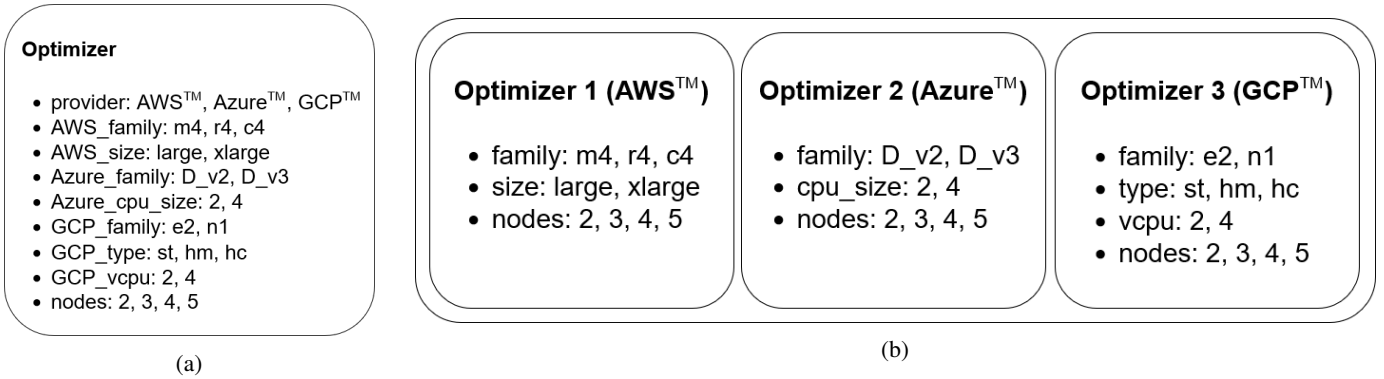 Optimizer
• provider: AWS™, Azure™, GCP™
• AWS_family: m4, r4, c4
• AWS_size: large, xlarge
• Azure_family: D_v2, D_v3
• Azure_cpu_size: 2, 4
• GCP_family: e2, n1
• GCP_type: st, hm, hc
• GCP_vcpu: 2, 4
• nodes: 2, 3, 4, 5
(a)
Optimizer 1 (AWS™)
• family: m4, r4, c4
• size: large, xlarge
• nodes: 2, 3, 4, 5
Optimizer 2 (Azure™)
• family: D_v2, D_v3
• cpu_size: 2, 4
• nodes: 2, 3, 4, 5
Optimizer 3 (GCP™)
• family: e2, n1
• type: st, hm, hc
• vcpu: 2, 4
• nodes: 2, 3, 4, 5
(b)